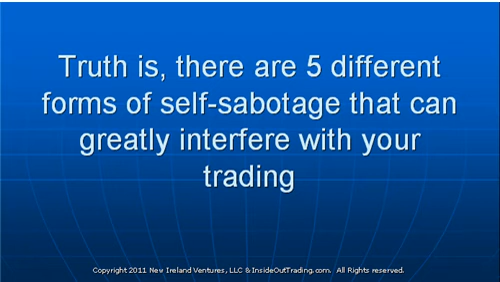 Truth is, there are 5 different
forms of self-sabotage that can
greatly interfere with your
trading
Copyright 2011 New Ireland Ventures, LLC & InsideOutTrading.com. All Rights reserved.